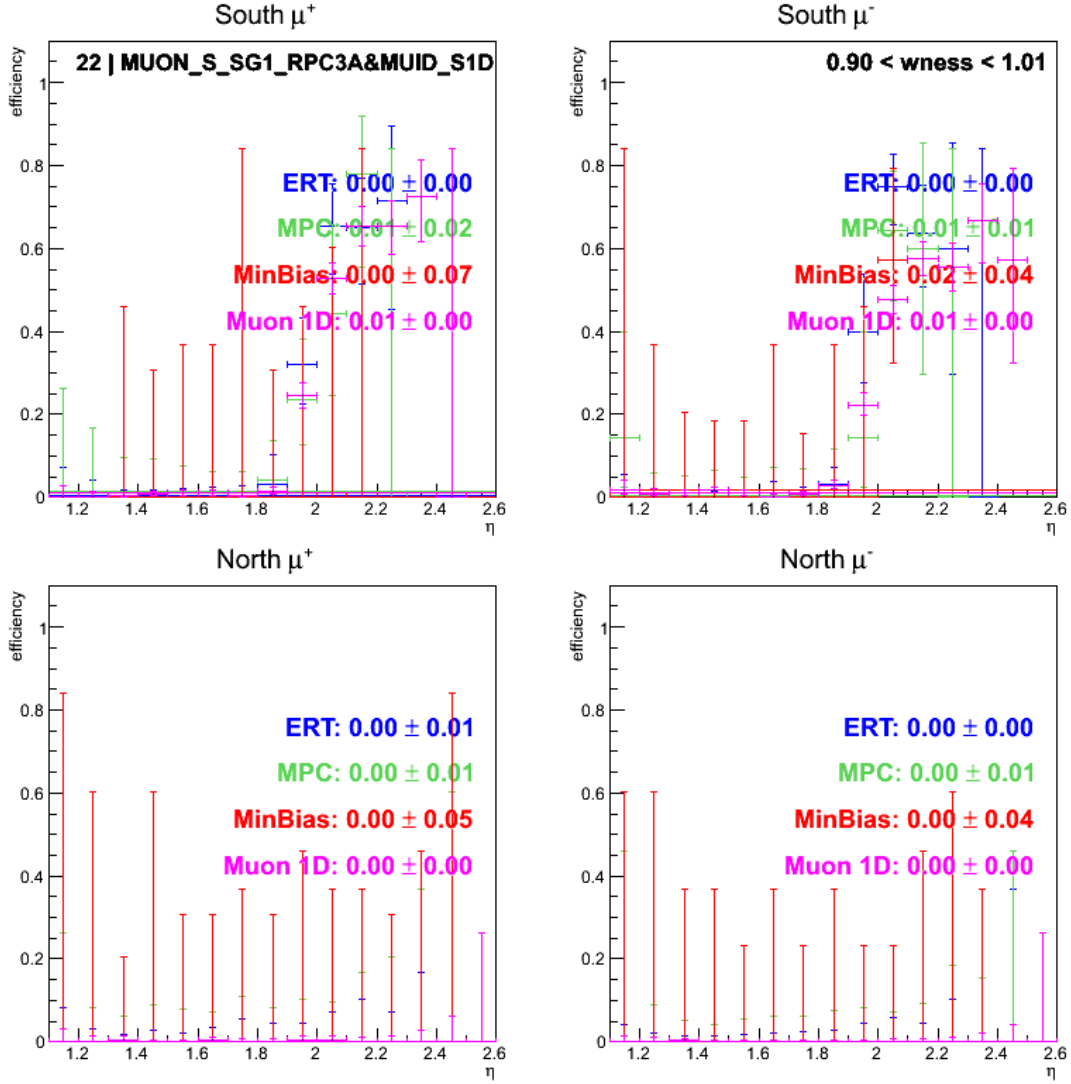 South μ+
efficiency
22 | MUON_S_SG1_RPC3A&MUID_S1D
1
0.8
0.6
0.4
0.2
0
ERT: 0.00 ± 0.00
MPC: 0.01 ± 0.02
MinBias: 0.00 ± 0.07
Muon 1D: 0.01 ± 0.00
1.2 1.4 1.6 1.8 2 2.2 2.4 2.6
η
South μ-
efficiency
0.90 < wness < 1.01
1
0.8
0.6
0.4
0.2
0
ERT: 0.00 ± 0.00
MPC: 0.01 ± 0.01
MinBias: 0.02 ± 0.04
Muon 1D: 0.01 ± 0.00
1.2 1.4 1.6 1.8 2 2.2 2.4 2.6
η
North μ+
efficiency
1
0.8
0.6
0.4
0.2
0
ERT: 0.00 ± 0.01
MPC: 0.00 ± 0.01
MinBias: 0.00 ± 0.05
Muon 1D: 0.00 ± 0.00
1.2 1.4 1.6 1.8 2 2.2 2.4 2.6
η
North μ-
efficiency
1
0.8
0.6
0.4
0.2
0
ERT: 0.00 ± 0.00
MPC: 0.00 ± 0.01
MinBias: 0.00 ± 0.04
Muon 1D: 0.00 ± 0.00
1.2 1.4 1.6 1.8 2 2.2 2.4 2.6
η